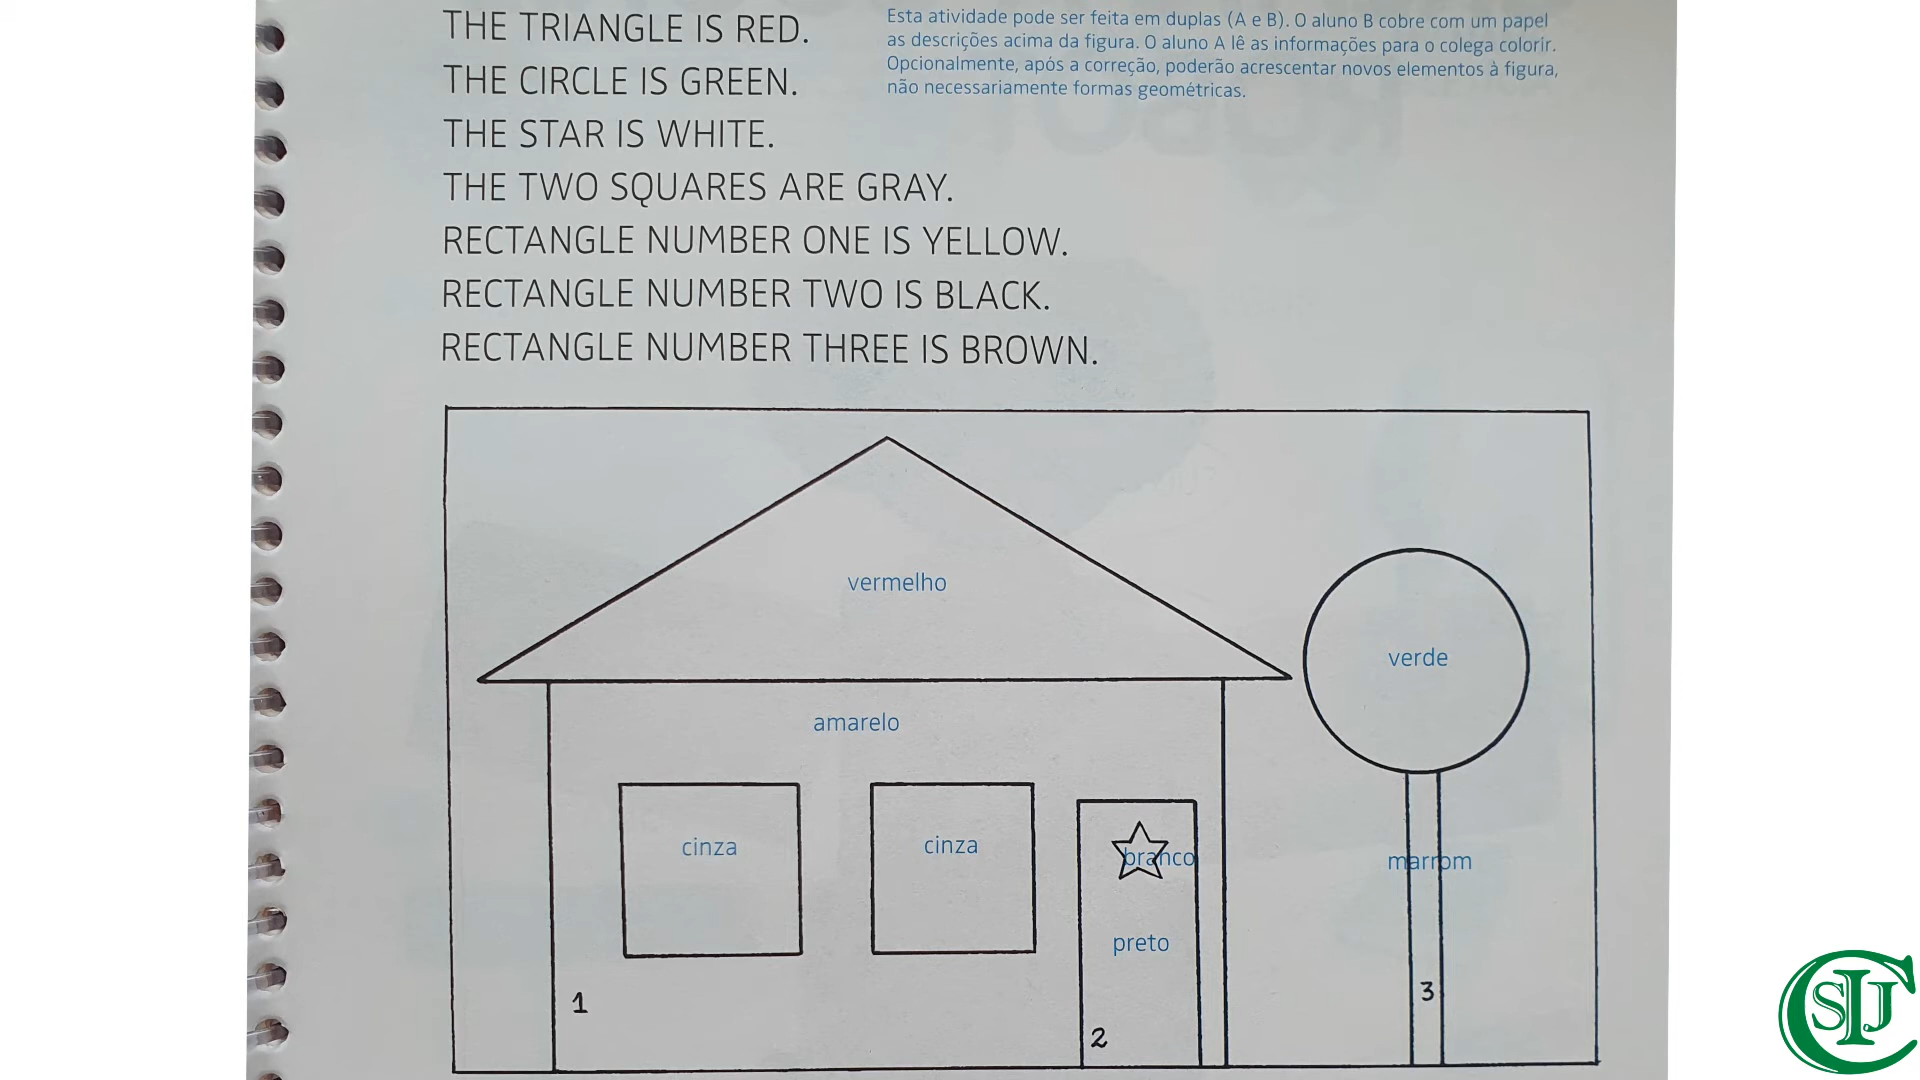 THE TRIANGLE IS RED.
THE CIRCLE IS GREEN.
THE STAR IS WHITE.
THE TWO SQUARES ARE GRAY.
RECTANGLE NUMBER ONE IS YELLOW.
RECTANGLE NUMBER TWO IS BLACK.
RECTANGLE NUMBER THREE IS BROWN.
Esta atividade pode ser feita em duplas (A e B). O aluno B cobre com um papel
as descrições acima da figura. O aluno A lê as informações para o colega colorir.
Opcionalmente, após a correção, poderão acrescentar novos elementos à figura,
não necessariamente formas geométricas.
vermelho
verde
amarelo
cinza
cinza
branco
marrom
preto
1
2
3
CSIJ